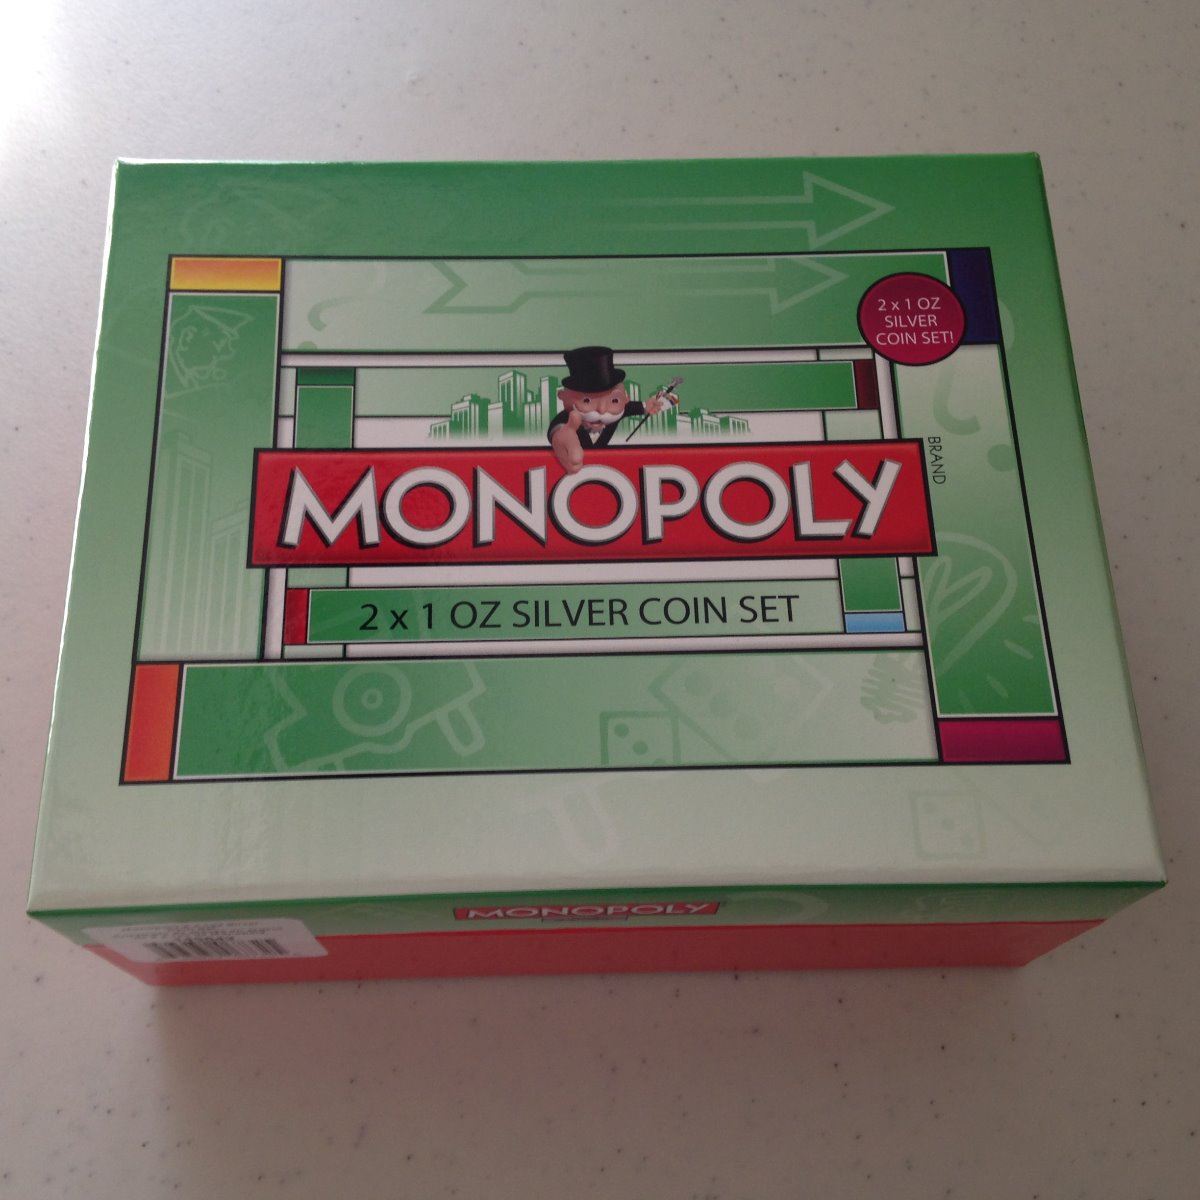 2 x 1 OZ
SILVER
COIN SET!
BRAND
MONOPOLY
2 x 1 OZ SILVER COIN SET
MONOPOLY